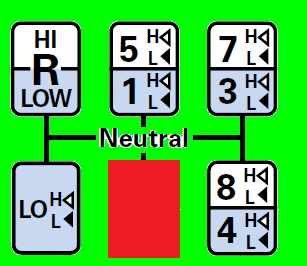 HI
R
LOW
5 H L
1 H L
7 H L
3 H L
Neutral
LO H L
8 H L
4 H L